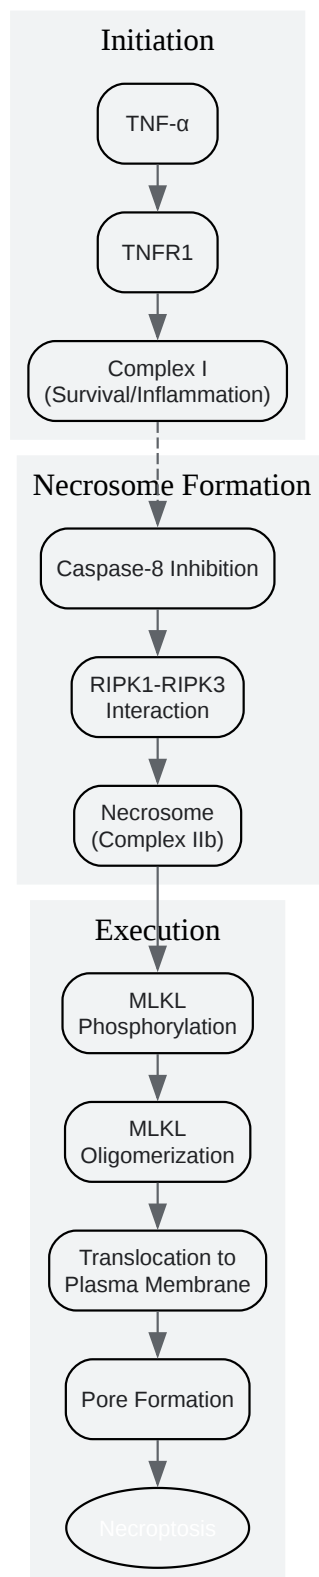 Initiation
TNF-α
TNFR1
Complex I
(Survival/Inflammation)
Necrosome Formation
Caspase-8 Inhibition
RIPK1-RIPK3
Interaction
Necrosome
(Complex IIb)
Execution
MLKL
Phosphorylation
MLKL
Oligomerization
Translocation to
Plasma Membrane
Pore Formation
Necroptosis